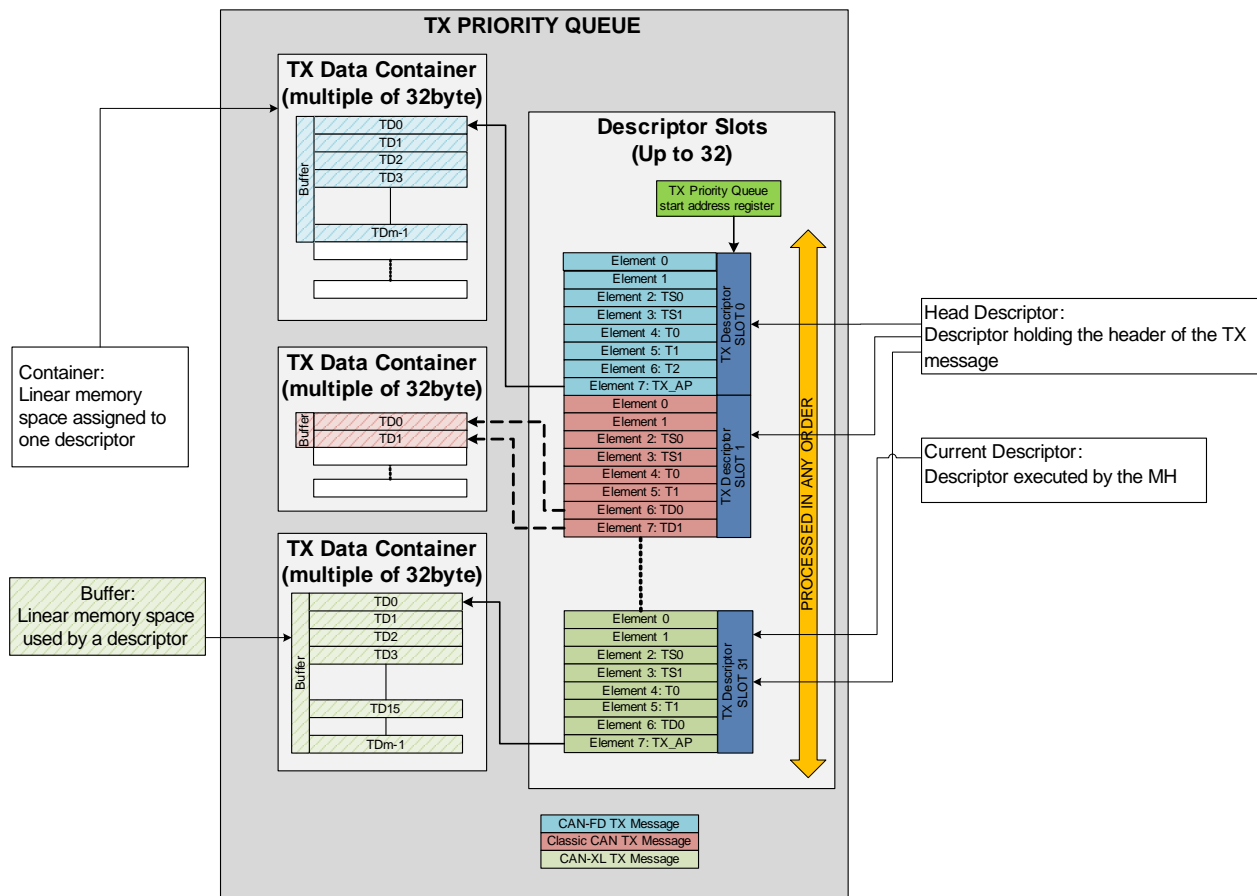 TX PRIORITY QUEUE
TX Data Container
(multiple of 32byte)
Buffer
TD0
TD1
TD2
TD3
TDm-1
TX Data Container
(multiple of 32byte)
Buffer
TD0
TD1
TX Data Container
(multiple of 32byte)
Buffer
TD0
TD1
TD2
TD3
TD15
TDm-1
Descriptor Slots
(Up to 32)
TX Priority Queue
start address register
Element 0
Element 1
Element 2: TS0
Element 3: TS1
Element 4: T0
Element 5: T1
Element 6: T2
Element 7: TX_AP
TX Descriptor
SLOT 0
Element 0
Element 1
Element 2: TS0
Element 3: TS1
Element 4: T0
Element 5: T1
Element 6: TD0
Element 7: TD1
TX Descriptor
SLOT 1
Element 0
Element 1
Element 2: TS0
Element 3: TS1
Element 4: T0
Element 5: T1
Element 6: TD0
Element 7: TX_AP
TX Descriptor
SLOT 31
PROCESSED IN ANY ORDER
Container:
Linear memory
space assigned to
one descriptor
Buffer:
Linear memory space
used by a descriptor
Head Descriptor:
Descriptor holding the header of the TX
message
Current Descriptor:
Descriptor executed by the MH
CAN-FD TX Message
Classic CAN TX Message
CAN-XL TX Message